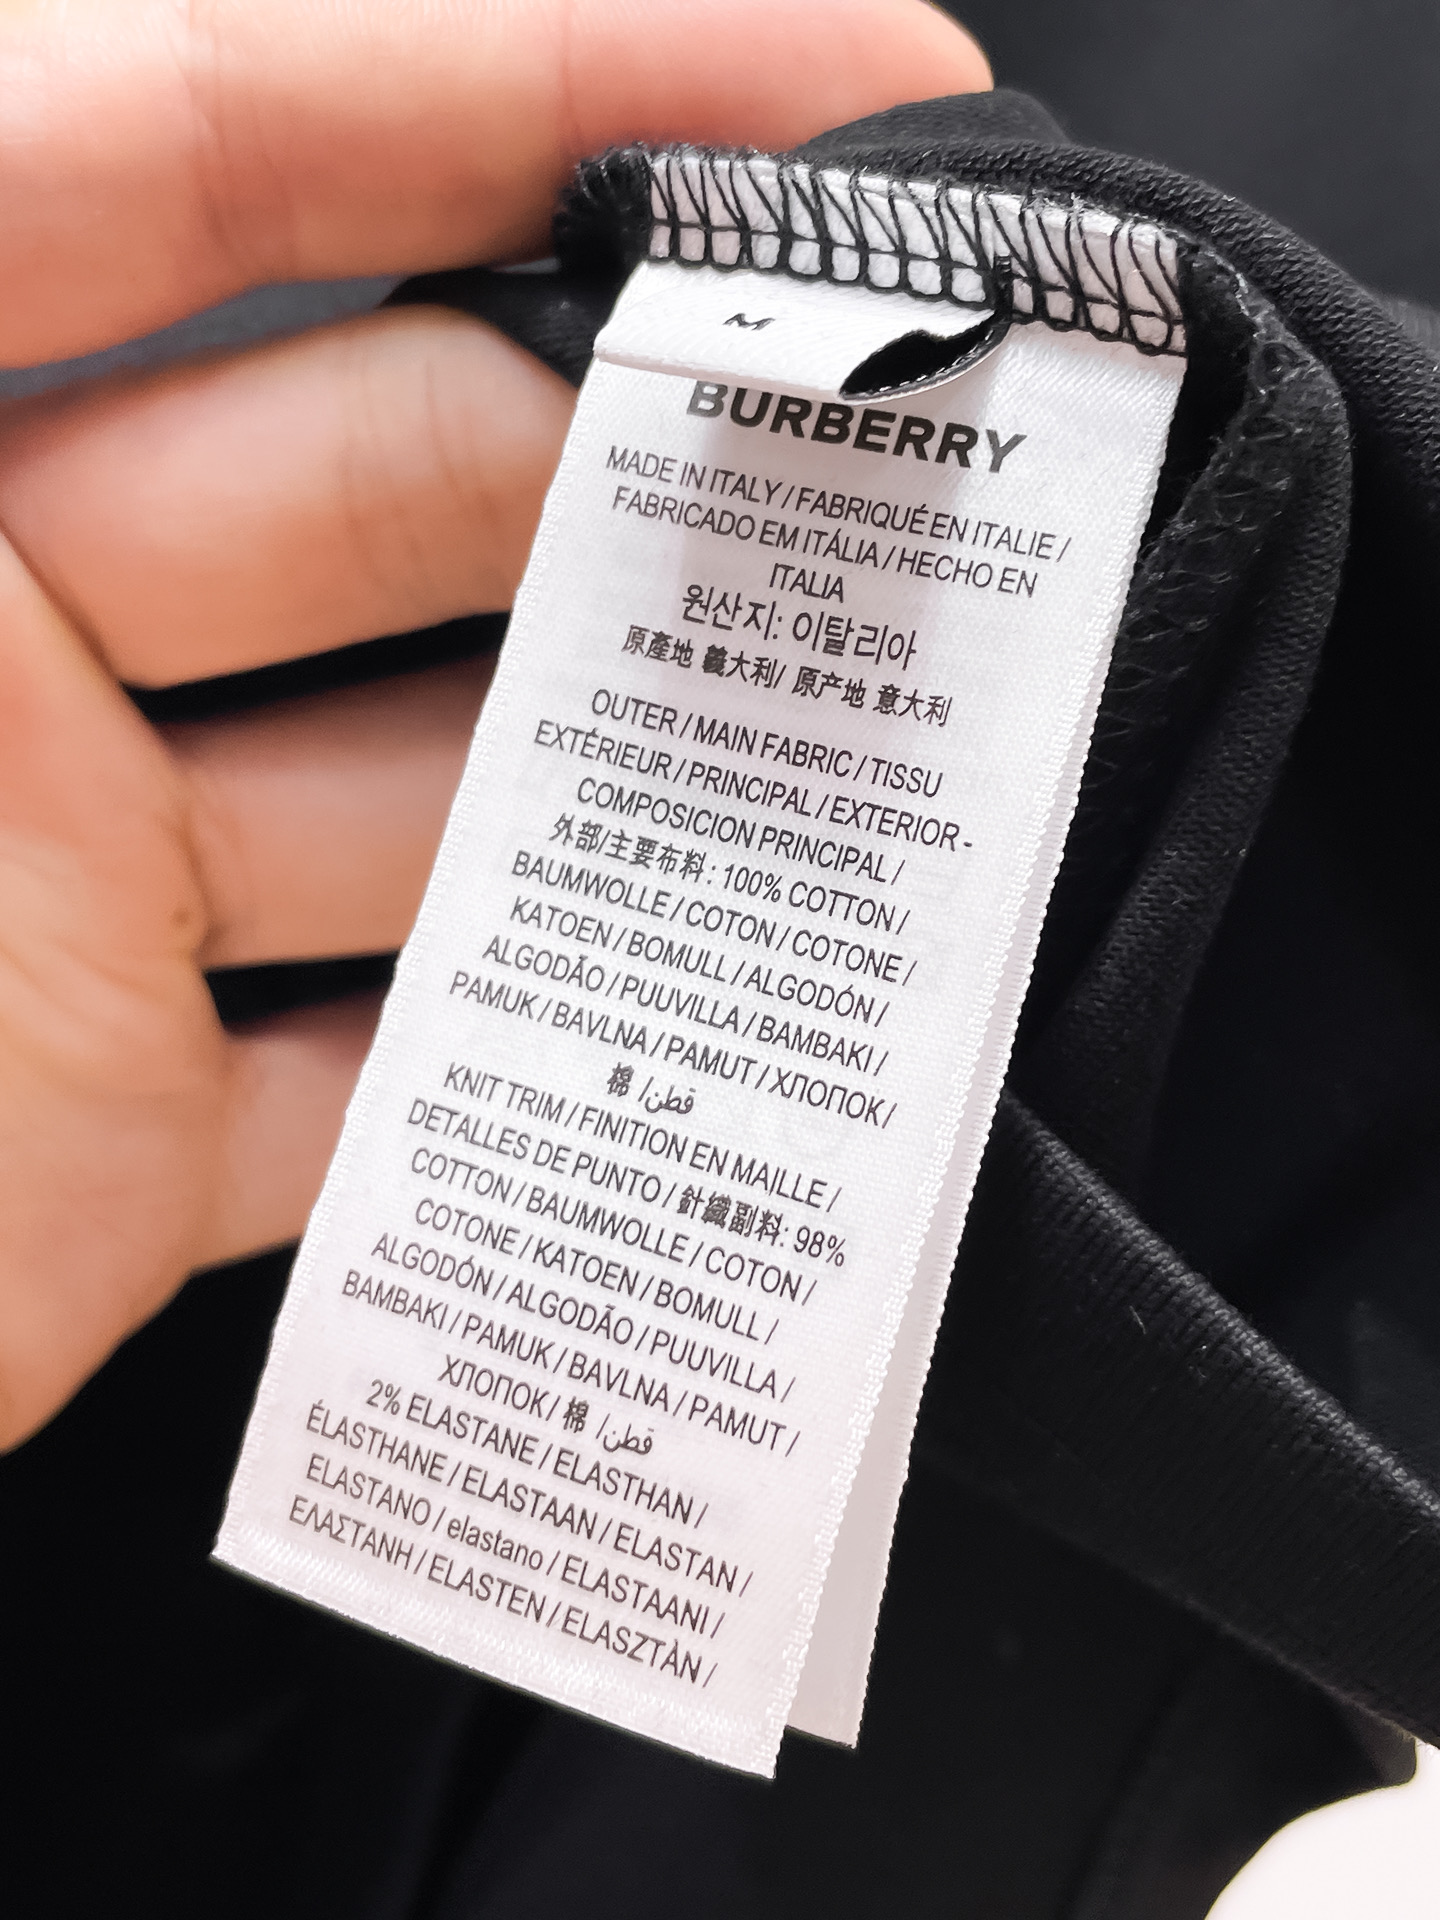 M
BURBERRY
MADE IN ITALY / FABRIQUÉ EN ITALIE /
FABRICADO EM ITÁLIA / HECHO EN
ITALIA
원산지: 이탈리아
原產地 義大利/ 原产地 意大利
OUTER / MAIN FABRIC / TISSU
EXTÉRIEUR / PRINCIPAL / EXTERIOR-
COMPOSICION PRINCIPAL /
外部/主要布料: 100% COTTON /
BAUMWOLLE / COTON / COTONE /
KATOEN / BOMULL / ALGODÓN /
ALGODÃO / PUUVILLA / BAMBAKI /
PAMUK / BAVLNA / PAMUT / ХЛОПОК /
棉 / قطن
KNIT TRIM / FINITION EN MAILLE /
DETALLES DE PUNTO / 針織副料: 98%
COTTON / BAUMWOLLE / COTON /
COTONE / KATOEN / BOMULL /
ALGODÓN / ALGODÃO / PUUVILLA /
BAMBAKI / PAMUK / BAVLNA / PAMUT /
ХЛОПОК / 棉 / قطن
2% ELASTANE / ELASTHAN /
ÉLASTHANE / ELASTAAN / ELASTAN /
ELASTANO / elastano / ELASTAANI /
ΕΛΑΣΤΑΝΗ / ELASTEN / ELASZTÀN /